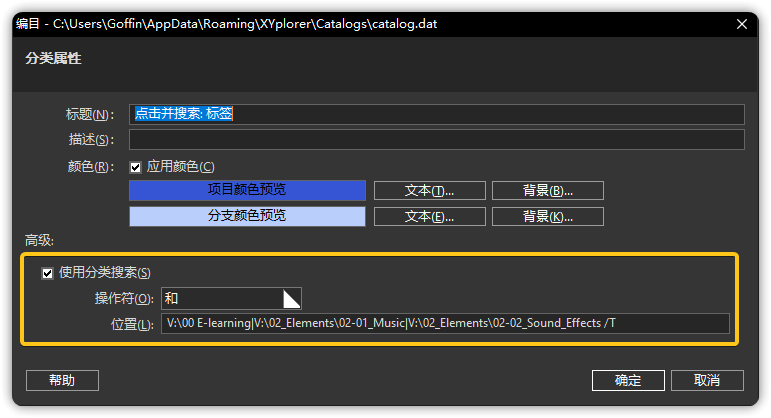 编目 - C:\Users\Goffin\AppData\Roaming\XYplorer\Catalogs\catalog.dat
分类属性
标题(N): 点击并搜索: 标签
描述(S):
颜色(R): 应用颜色(C)
项目颜色预览 文本(T)... 背景(B)...
分支颜色预览 文本(E)... 背景(K)...
高级:
使用分类搜索(S)
操作符(O): 和
位置(L): V:\00 E-learning|V:\02_Elements\02-01_Music|V:\02_Elements\02-02_Sound_Effects /T
帮助 确定 取消